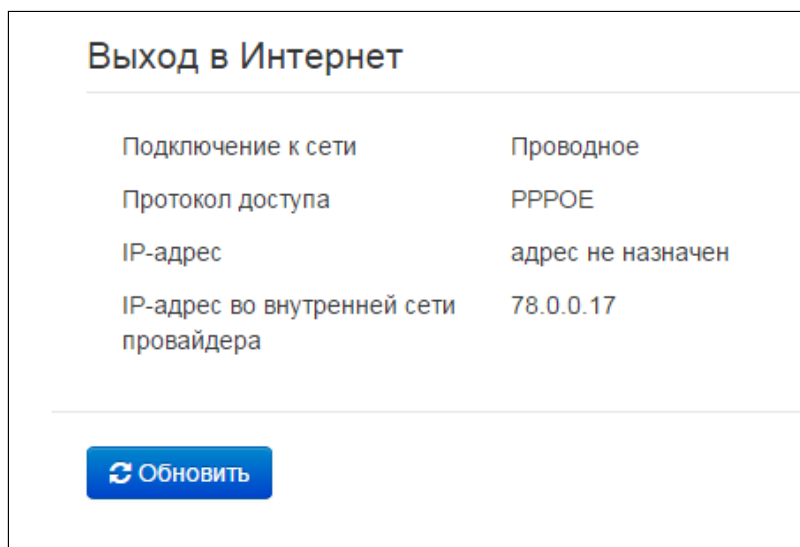 Выход в Интернет
Подключение к сети Проводное
Протокол доступа PPPOE
IP-адрес адрес не назначен
IP-адрес во внутренней сети 78.0.0.17
провайдера
Обновить